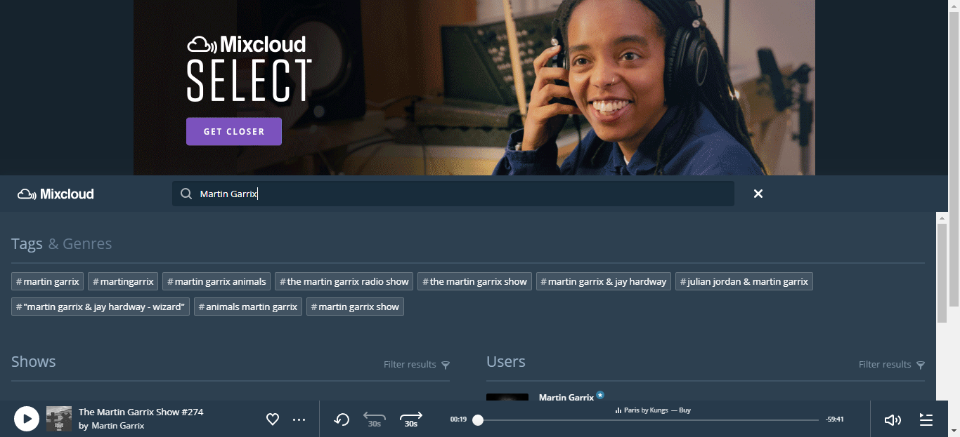 Mixcloud
SELECT
GET CLOSER
Mixcloud
Martin Garrix
Tags & Genres
#martin garrix #martingarrix #martin garrix animals #the martin garrix radio show #the martin garrix show #martin garrix & jay hardway #julian jordan & martin garrix
#"martin garrix & jay hardway - wizard" #animals martin garrix #martin garrix show
Shows Filter results
Users Filter results
Martin Garrix
The Martin Garrix Show #274
by Martin Garrix
30s 30s
00:19
Paris by Kungs — Buy
-59:41